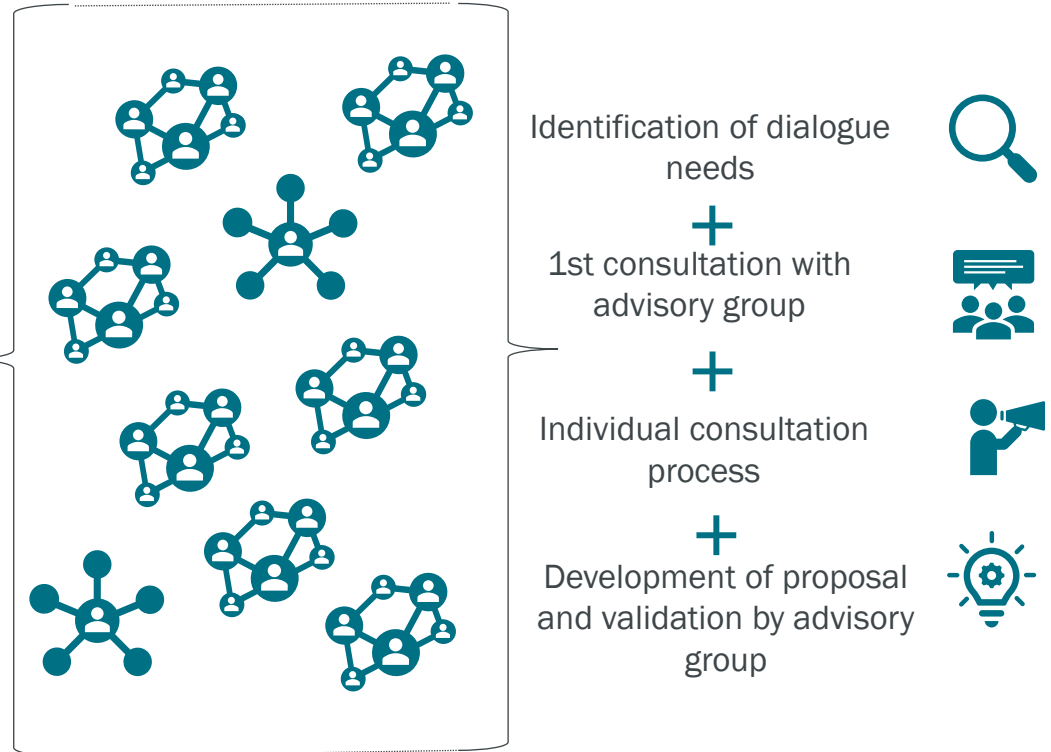 Identification of dialogue
needs
+
1st consultation with
advisory group
+
Individual consultation
process
+
Development of proposal
and validation by advisory
group